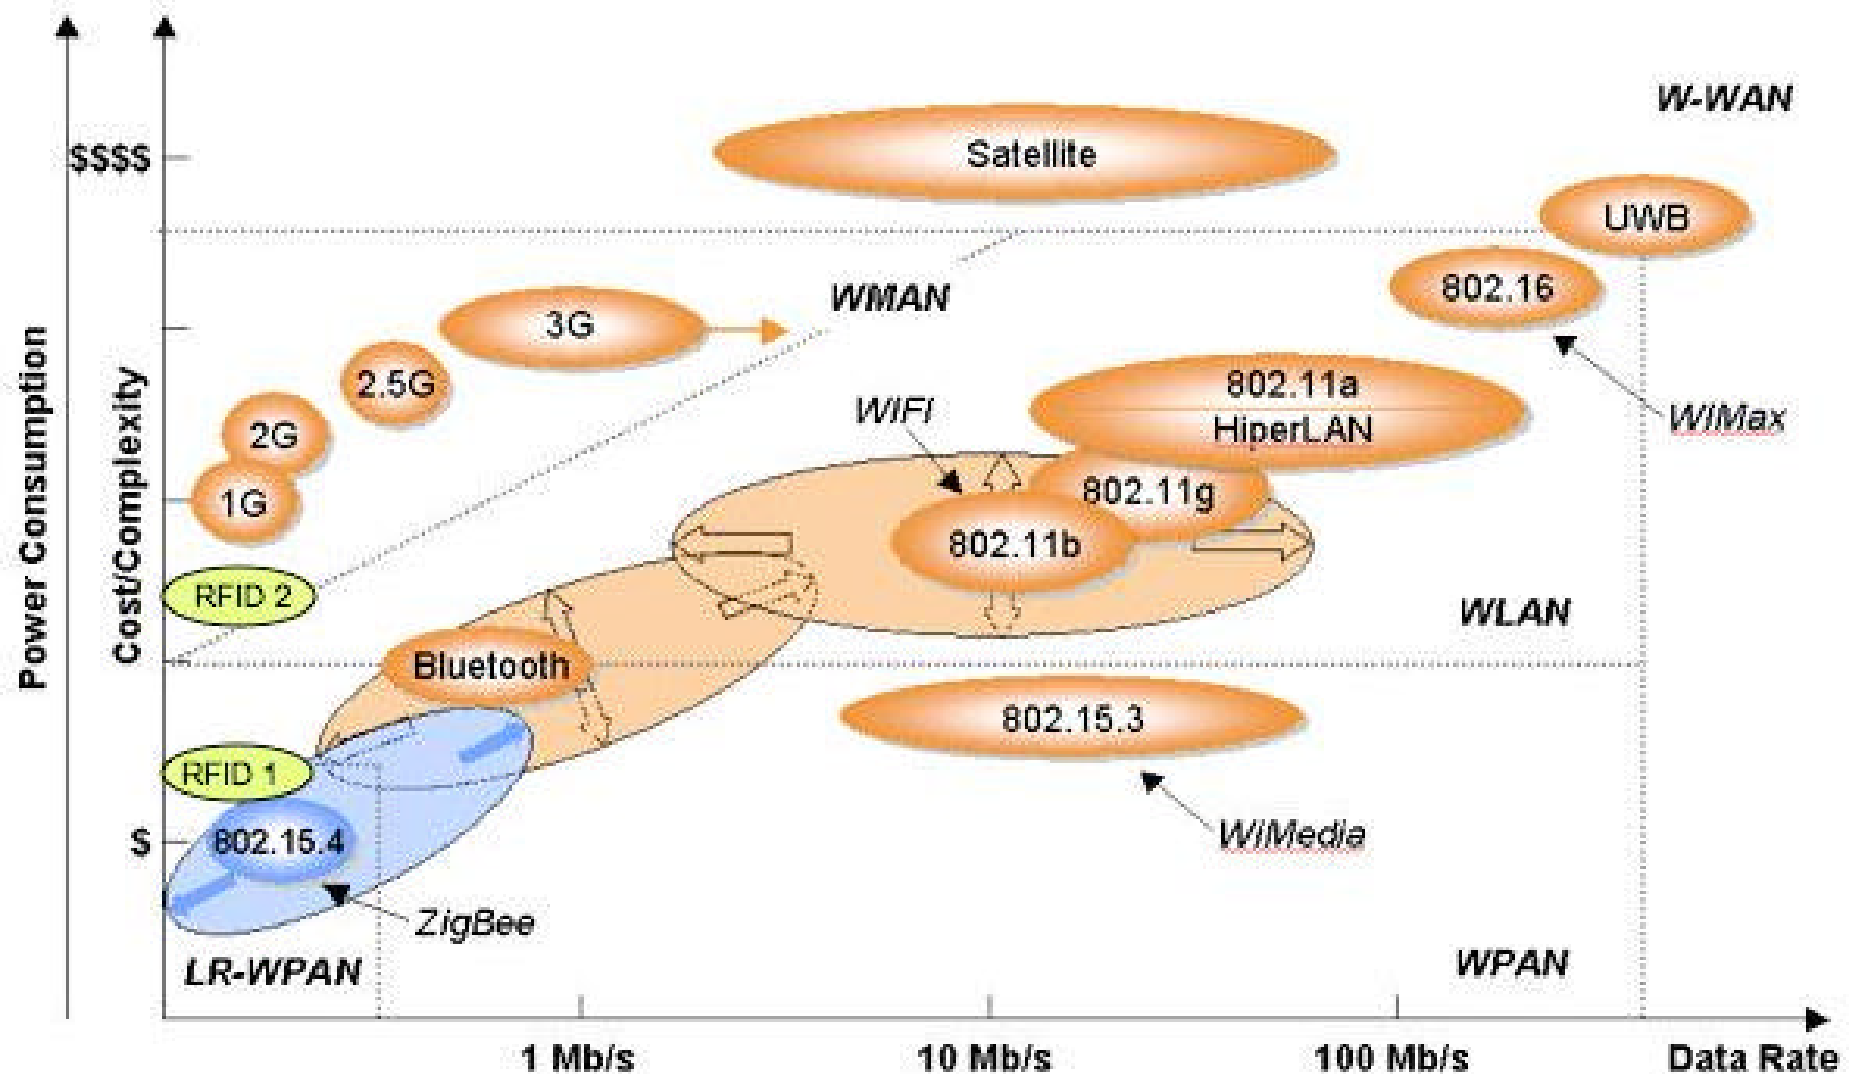 W-WAN
$$$$
Satellite
UWB
802.16
WMAN
3G
2.5G
802.11a
HiperLAN
WiMax
WIFI
2G
1G
802.11g
802.11b
Power Consumption
Cost/Complexity
RFID 2
WLAN
Bluetooth
802.15.3
RFID 1
802.15.4
$
WiMedia
ZigBee
LR-WPAN
WPAN
1 Mb/s
10 Mb/s
100 Mb/s
Data Rate